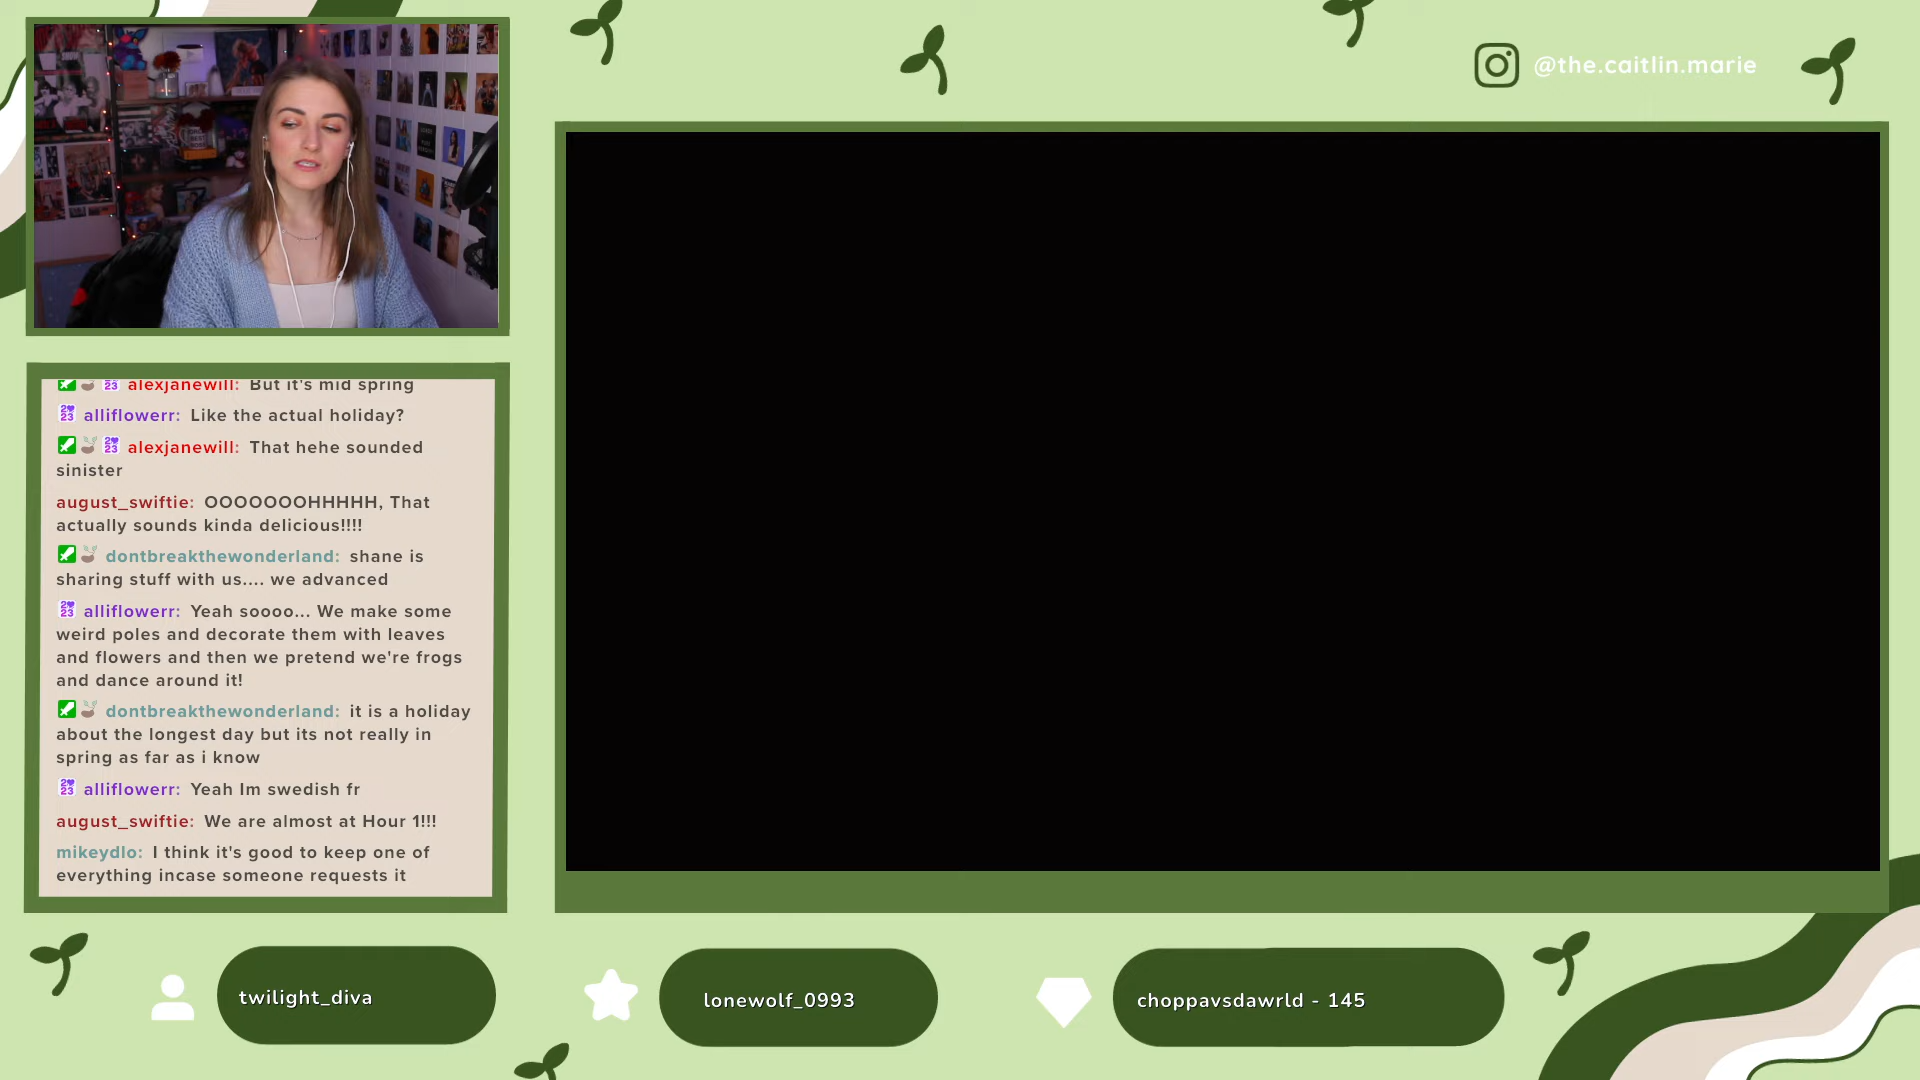 @the.caitlin.marie
alexjanewill: But it's mid spring
alliflowerr: Like the actual holiday?
alexjanewill: That hehe sounded
sinister
august_swiftie: OOOOOOOHHHHH, That
actually sounds kinda delicious!!!!
dontbreakthewonderland: shane is
sharing stuff with us.... we advanced
alliflowerr: Yeah soooo... We make some
weird poles and decorate them with leaves
and flowers and then we pretend we're frogs
and dance around it!
dontbreakthewonderland: it is a holiday
about the longest day but its not really in
spring as far as i know
alliflowerr: Yeah Im swedish fr
august_swiftie: We are almost at Hour 1!!!
mikeydlo: I think it's good to keep one of
everything incase someone requests it
twilight_diva
lonewolf_0993
choppavsdawrld - 145